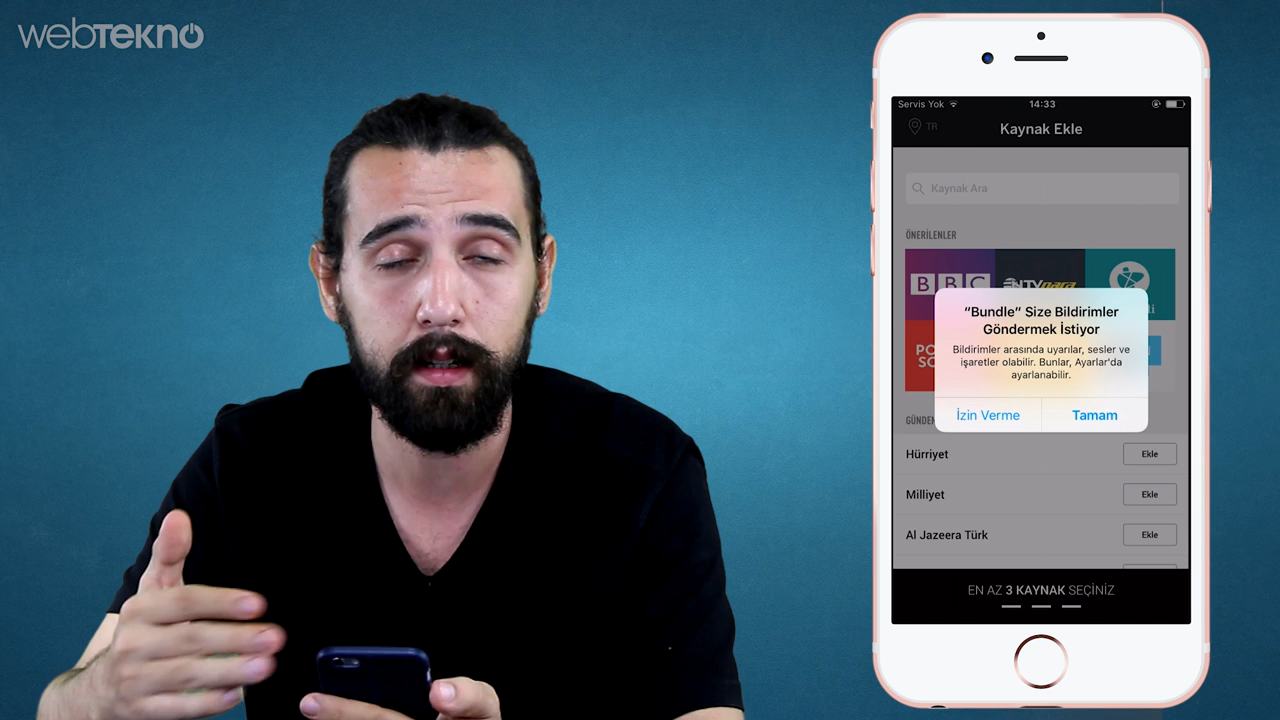 webTEKNO
Servis Yok
14:33
TR
Kaynak Ekle
Kaynak Ara
ÖNERİLENLER
BBC
NTV para
"Bundle" Size Bildirimler
Göndermek İstiyor
Bildirimler arasında uyarılar, sesler ve
işaretler olabilir. Bunlar, Ayarlar'da
ayarlanabilir.
İzin Verme
Tamam
Hürriyet
Ekle
Milliyet
Ekle
Al Jazeera Türk
Ekle
EN AZ 3 KAYNAK SEÇİNİZ